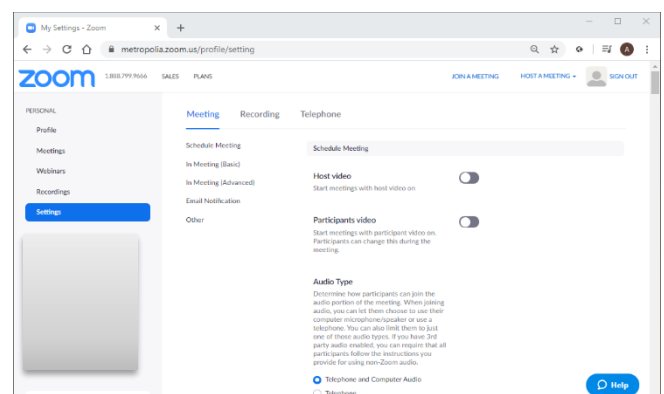 My Settings - Zoom
metropolia.zoom.us/profile/setting
A
zoom 1.888.799.9666 SALES PLANS JOIN A MEETING HOST A MEETING SIGN OUT
PERSONAL
Profile
Meetings
Webinars
Recordings
Settings
Meeting Recording Telephone
Schedule Meeting
In Meeting (Basic)
In Meeting (Advanced)
Email Notification
Other
Schedule Meeting
Host video
Start meetings with host video on
Participants video
Start meetings with participant video on.
Participants can change this during the
meeting.
Audio Type
Determine how participants can join the
audio portion of the meeting. When joining
audio, you can let them choose to use their
computer microphone/speaker or use a
telephone. You can also limit them to just
one of those audio types. If you have 3rd
party audio enabled, you can require that all
participants follow the instructions you
provide for using non-Zoom audio.
Telephone and Computer Audio
Telephone
Help